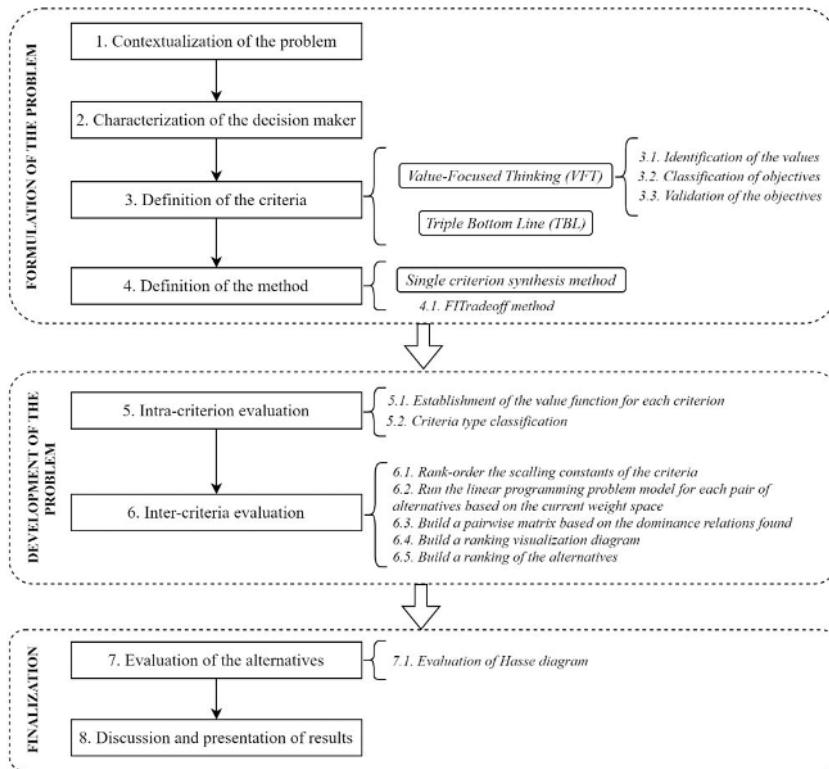 FORMULATION OF THE PROBLEM
1. Contextualization of the problem
2. Characterization of the decision maker
3. Definition of the criteria
Value-Focused Thinking (VFT)
3.1. Identification of the values
3.2. Classification of objectives
3.3. Validation of the objectives
Triple Bottom Line (TBL)
4. Definition of the method
Single criterion synthesis method
4.1. FITradeoff method
DEVELOPMENT OF THE
PROBLEM
5. Intra-criterion evaluation
5.1. Establishment of the value function for each criterion
5.2. Criteria type classification
6. Inter-criteria evaluation
6.1. Rank-order the scalling constants of the criteria
6.2. Run the linear programming problem model for each pair of
alternatives based on the current weight space
6.3. Build a pairwise matrix based on the dominance relations found
6.4. Build a ranking visualization diagram
6.5. Build a ranking of the alternatives
FINALIZATION
7. Evaluation of the alternatives
7.1. Evaluation of Hasse diagram
8. Discussion and presentation of results